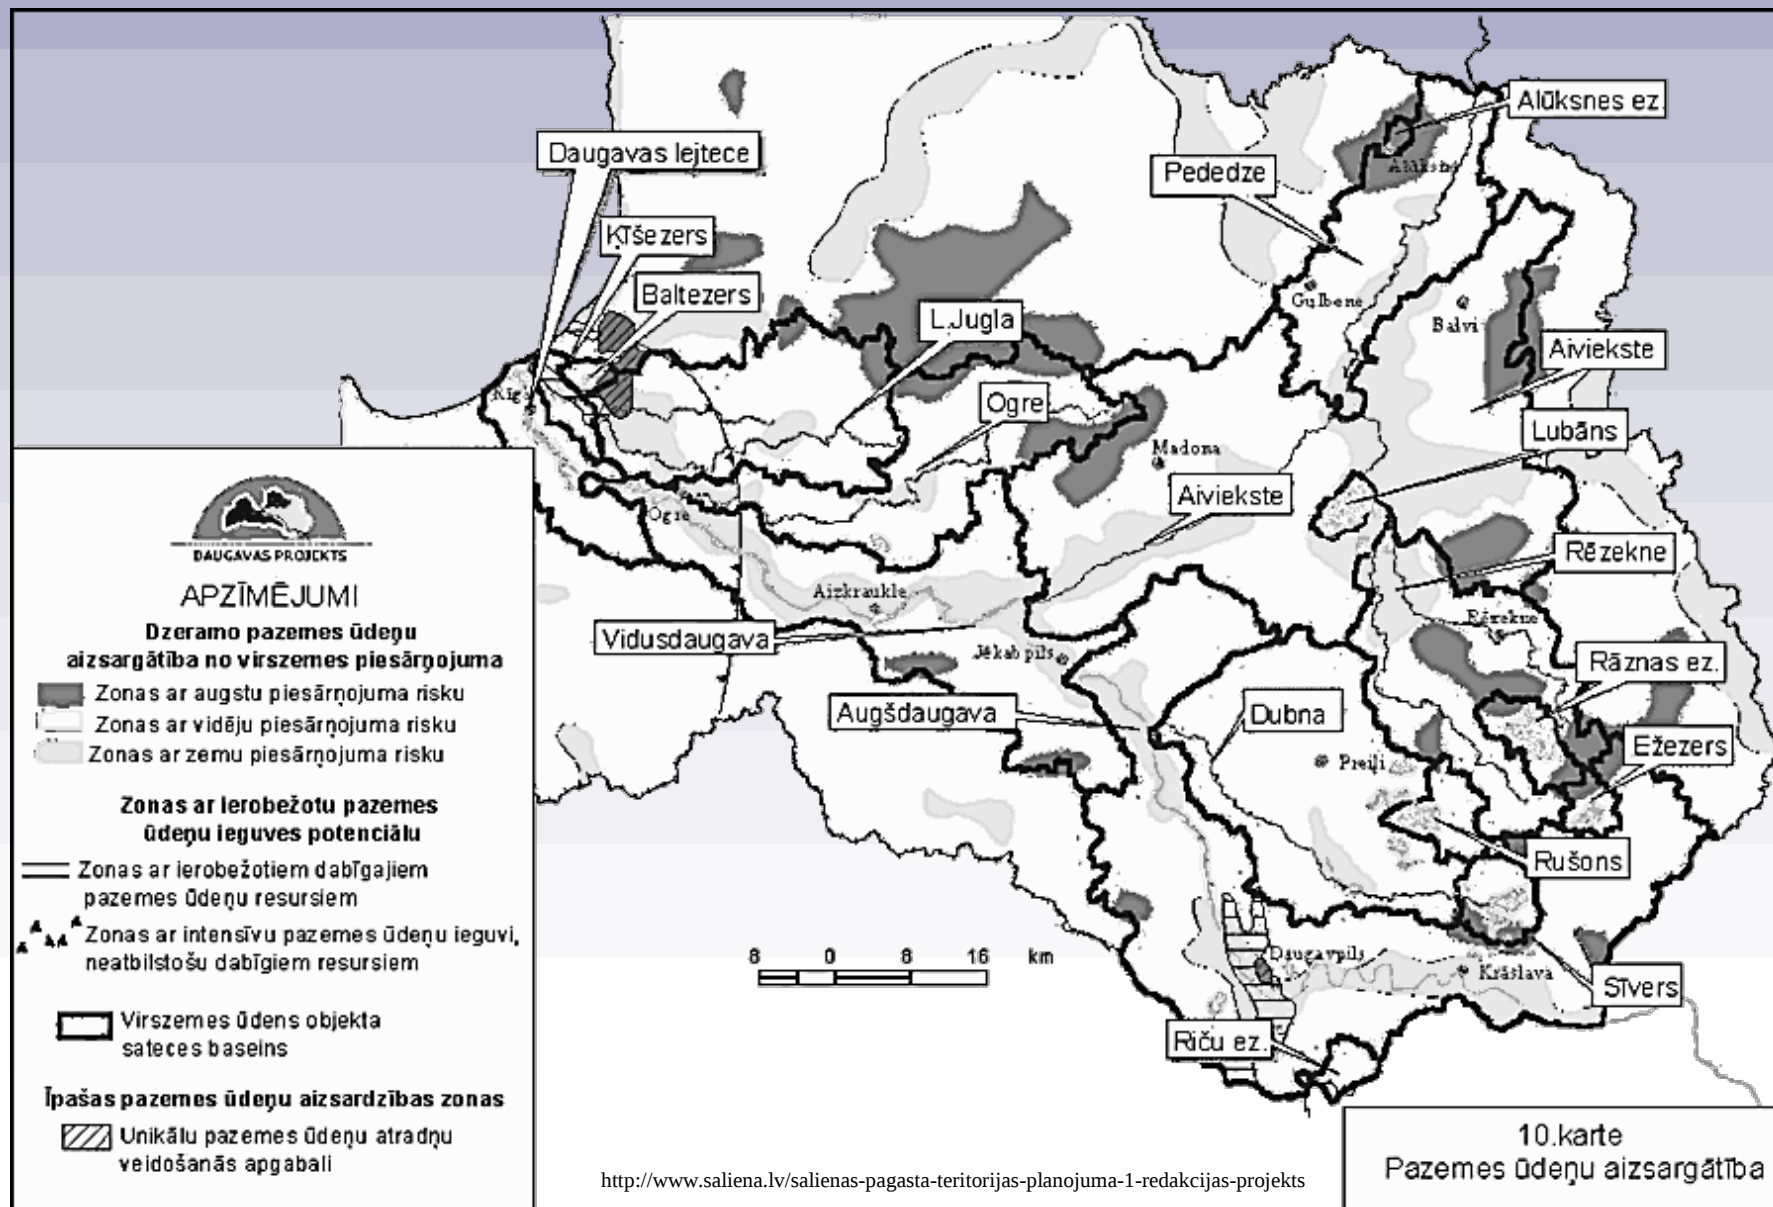 Alūksnes ez.
Daugavas lejtece
Pededze
Alūksne
Ķīšezers
Baltezers
Gulbene
Balvi
L.Jugla
Aiviekste
Rīga
Ogre
Lubāns
Madona
Aiviekste
Ogre
Rēzekne
Aizkraukle
Rēzekne
Vidusdaugava
Jēkabpils
Rāznas ez.
Augšdaugava
Dubna
Preiļi
Ežezers
Rušons
8 0 8 16 km
Daugavpils
Krāslava
Sīvers
Riču ez.
DAUGAVAS PROJEKTS
APZĪMĒJUMI
Dzeramo pazemes ūdeņu
aizsargātība no virszemes piesārņojuma
Zonas ar augstu piesārņojuma risku
Zonas ar vidēju piesārņojuma risku
Zonas ar zemu piesārņojuma risku
Zonas ar ierobežotu pazemes
ūdeņu ieguves potenciālu
Zonas ar ierobežotiem dabīgajiem
pazemes ūdeņu resursiem
Zonas ar intensīvu pazemes ūdeņu ieguvi,
neatbilstošu dabīgiem resursiem
Virszemes ūdens objekta
sateces baseins
Īpašas pazemes ūdeņu aizsardzības zonas
Unikālu pazemes ūdeņu atradņu
veidošanās apgabali
http://www.saliena.lv/salienas-pagasta-teritorijas-planojuma-1-redakcijas-projekts
10.karte
Pazemes ūdeņu aizsargātība